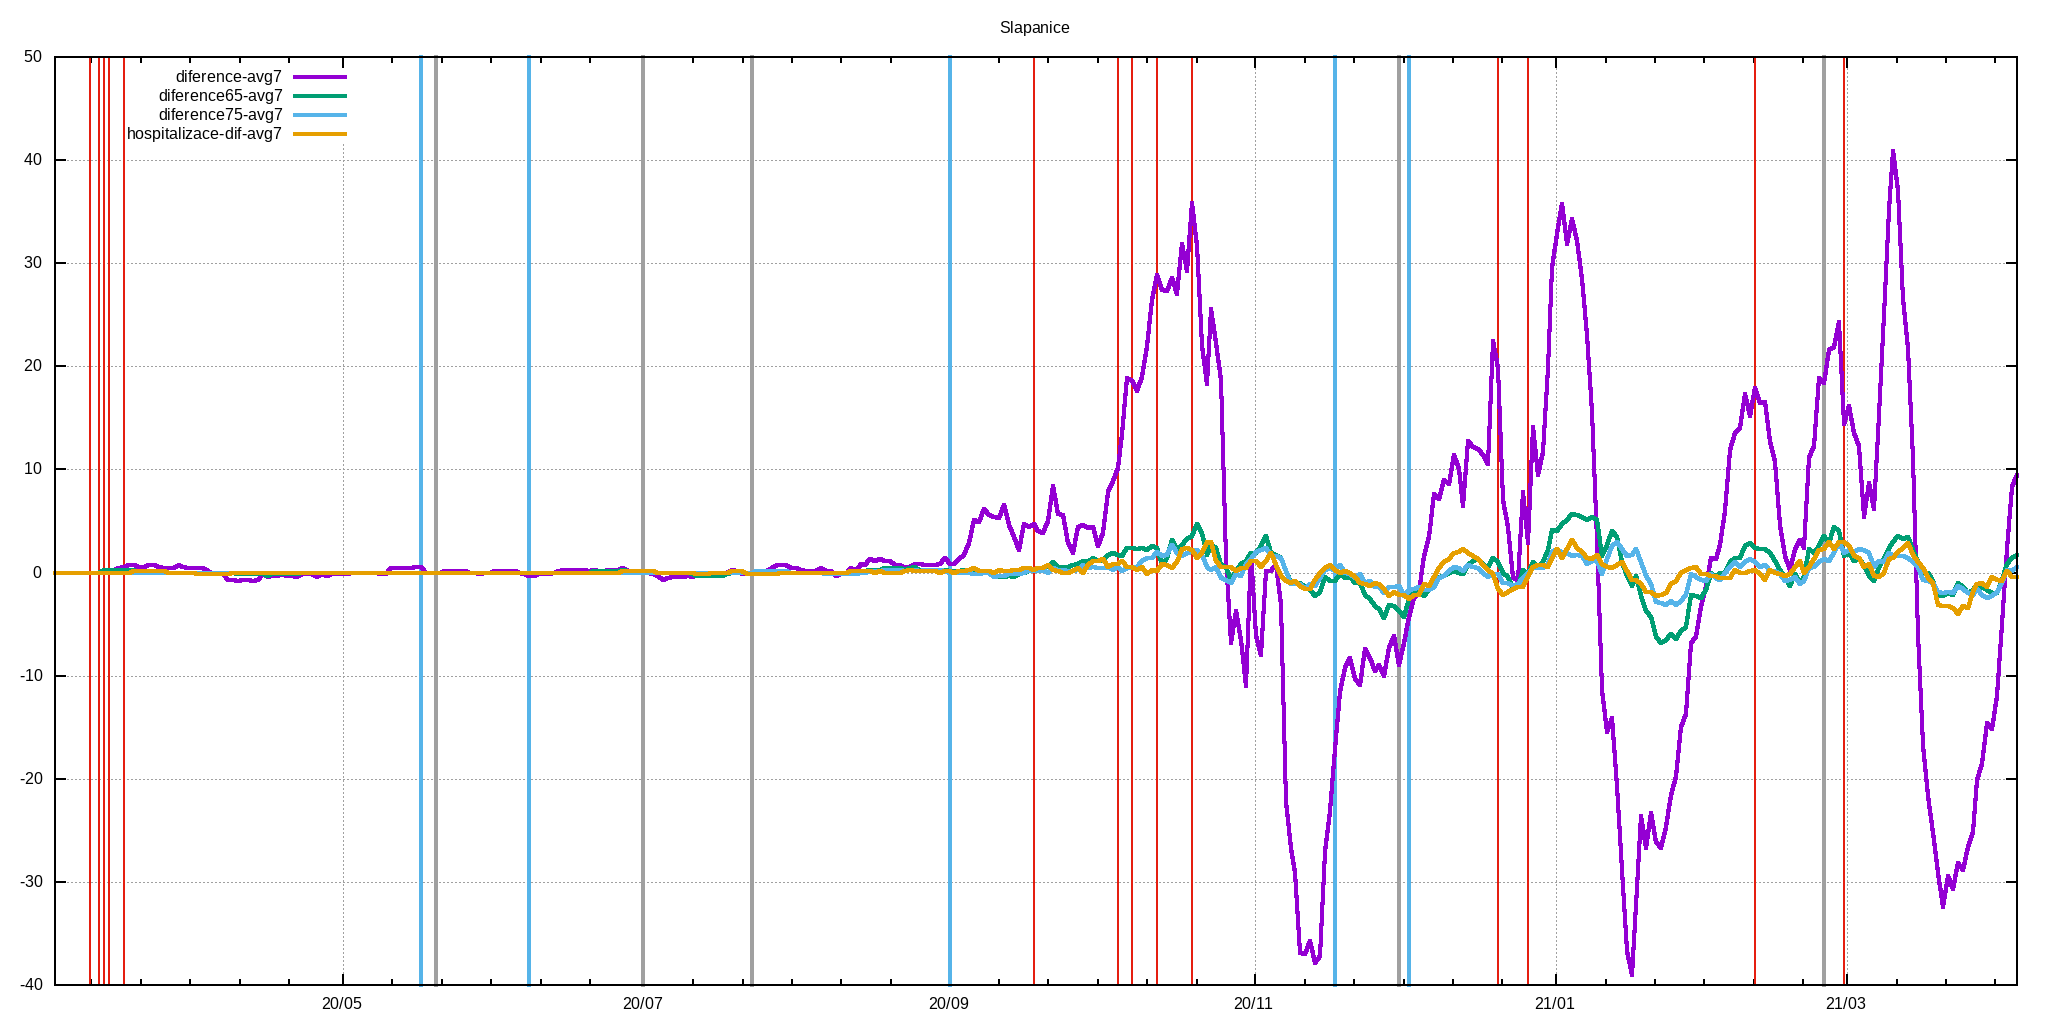 Slapanice
50
40
30
20
10
0
-10
-20
-30
-40
diference-avg7
diference65-avg7
diference75-avg7
hospitalizace-dif-avg7
20/05 20/07 20/09 20/11 21/01 21/03